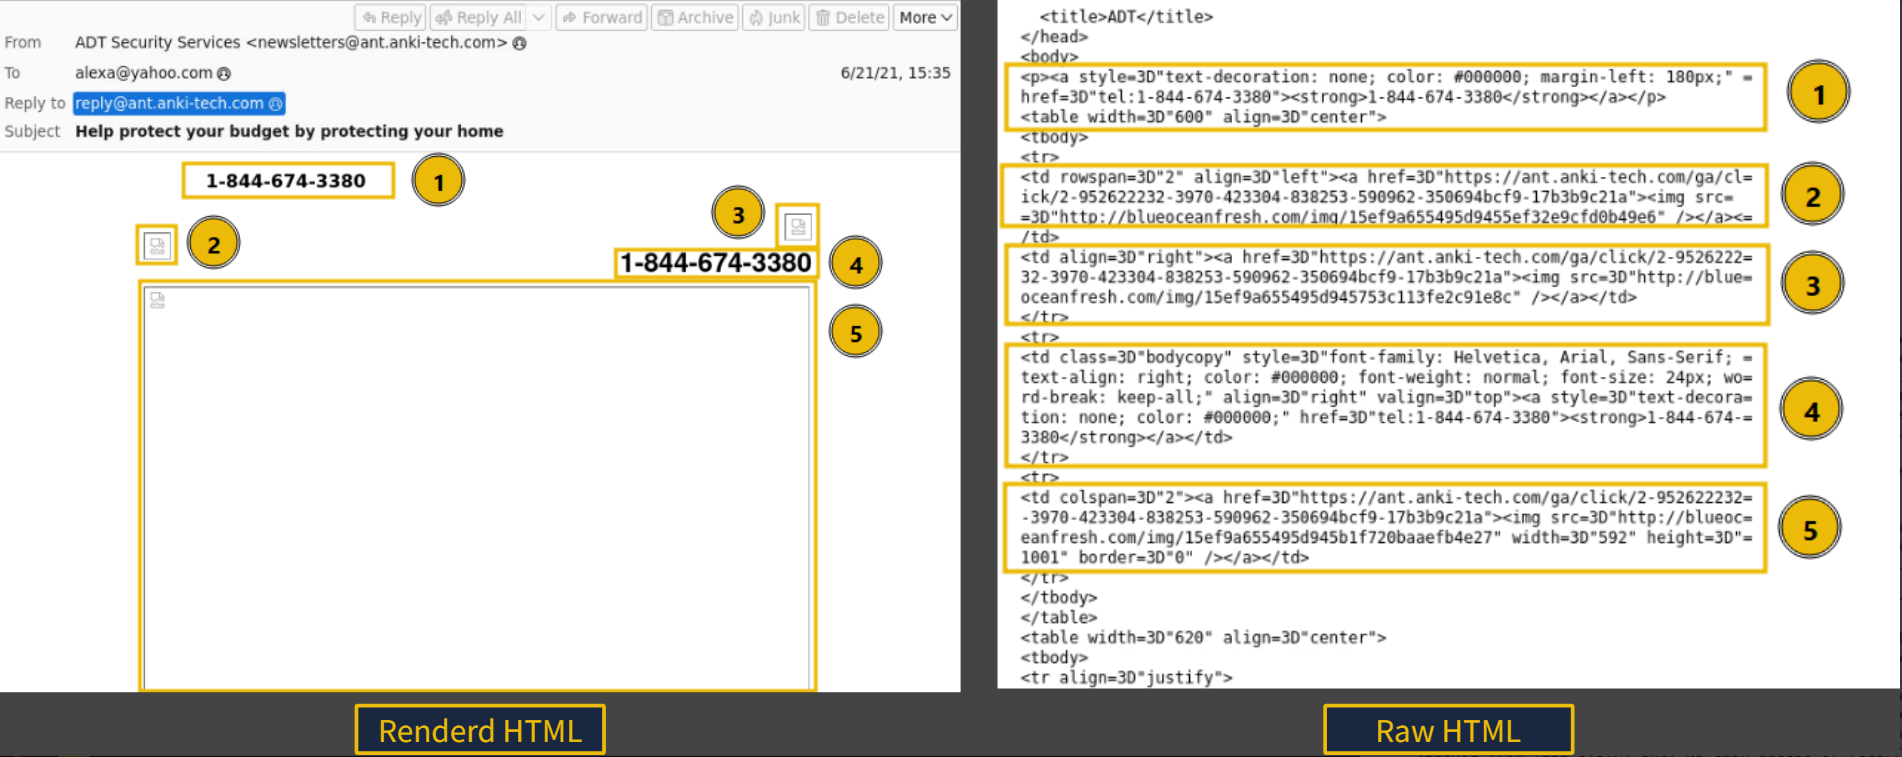 Reply
Reply All
Forward
Archive
Junk
Delete
More
From ADT Security Services <newsletters@ant.anki-tech.com>
To alexa@yahoo.com 6/21/21, 15:35
Reply to reply@ant.anki-tech.com
Subject Help protect your budget by protecting your home
1-844-674-3380
1
3
2
1-844-674-3380
4
5
Renderd HTML
<title>ADT</title>
</head>
<body>
<p><a style=3D"text-decoration: none; color: #000000; margin-left: 180px;" =
href=3D"tel:1-844-674-3380"><strong>1-844-674-3380</strong></a></p>
<table width=3D"600" align=3D"center">
1
<tbody>
<tr>
<td rowspan=3D"2" align=3D"left"><a href=3D"https://ant.anki-tech.com/ga/cl=
ick/2-952622232-3970-423304-838253-590962-350694bcf9-17b3b9c21a"><img src=
=3D"http://blueoceanfresh.com/img/15ef9a655495d9455ef32e9cfd0b49e6" /></a><=
2
/td>
<td align=3D"right"><a href=3D"https://ant.anki-tech.com/ga/click/2-9526222=
32-3970-423304-838253-590962-350694bcf9-17b3b9c21a"><img src=3D"http://blue=
oceanfresh.com/img/15ef9a655495d945753c113fe2c91e8c" /></a></td>
3
</tr>
<tr>
<td class=3D"bodycopy" style=3D"font-family: Helvetica, Arial, Sans-Serif; =
text-align: right; color: #000000; font-weight: normal; font-size: 24px; wo=
rd-break: keep-all;" align=3D"right" valign=3D"top"><a style=3D"text-decora=
tion: none; color: #000000;" href=3D"tel:1-844-674-3380"><strong>1-844-674-=
3380</strong></a></td>
4
</tr>
<tr>
<td colspan=3D"2"><a href=3D"https://ant.anki-tech.com/ga/click/2-952622232=
-3970-423304-838253-590962-350694bcf9-17b3b9c21a"><img src=3D"http://blueoc=
eanfresh.com/img/15ef9a655495d945b1f720baaefb4e27" width=3D"592" height=3D"=
1001" border=3D"0" /></a></td>
5
</tr>
</tbody>
</table>
<table width=3D"620" align=3D"center">
<tbody>
<tr align=3D"justify">
Raw HTML